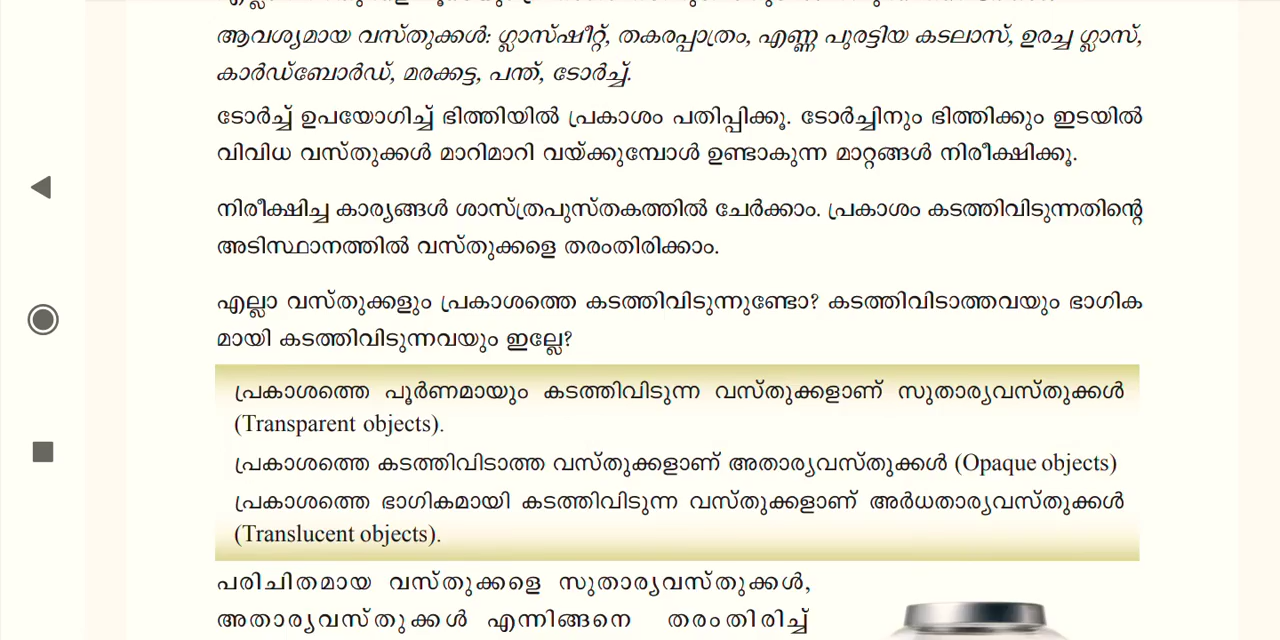 ആവശ്യമായ വസ്തുക്കൾ: ഗ്ലാസ്ഷീറ്റ്, തകരപ്പാത്രം, എണ്ണ പുരട്ടിയ കടലാസ്, ഉരച്ച ഗ്ലാസ്,
കാർഡ്ബോർഡ്, മരക്കട്ട, പന്ത്, ടോർച്ച്.
ടോർച്ച് ഉപയോഗിച്ച് ഭിത്തിയിൽ പ്രകാശം പതിപ്പിക്കൂ. ടോർച്ചിനും ഭിത്തിക്കും ഇടയിൽ
വിവിധ വസ്തുക്കൾ മാറിമാറി വയ്ക്കുമ്പോൾ ഉണ്ടാകുന്ന മാറ്റങ്ങൾ നിരീക്ഷിക്കൂ.
നിരീക്ഷിച്ച കാര്യങ്ങൾ ശാസ്ത്രപുസ്തകത്തിൽ ചേർക്കാം. പ്രകാശം കടത്തിവിടുന്നതിന്റെ
അടിസ്ഥാനത്തിൽ വസ്തുക്കളെ തരംതിരിക്കാം.
എല്ലാ വസ്തുക്കളും പ്രകാശത്തെ കടത്തിവിടുന്നുണ്ടോ? കടത്തിവിടാത്തവയും ഭാഗിക
മായി കടത്തിവിടുന്നവയും ഇല്ലേ?
പ്രകാശത്തെ പൂർണമായും കടത്തിവിടുന്ന വസ്തുക്കളാണ് സുതാര്യവസ്തുക്കൾ
(Transparent objects).
പ്രകാശത്തെ കടത്തിവിടാത്ത വസ്തുക്കളാണ് അതാര്യവസ്തുക്കൾ (Opaque objects)
പ്രകാശത്തെ ഭാഗികമായി കടത്തിവിടുന്ന വസ്തുക്കളാണ് അർധതാര്യവസ്തുക്കൾ
(Translucent objects).
പരിചിതമായ വസ്തുക്കളെ സുതാര്യവസ്തുക്കൾ,
അതാര്യവസ്തുക്കൾ എന്നിങ്ങനെ തരംതിരിച്ച്